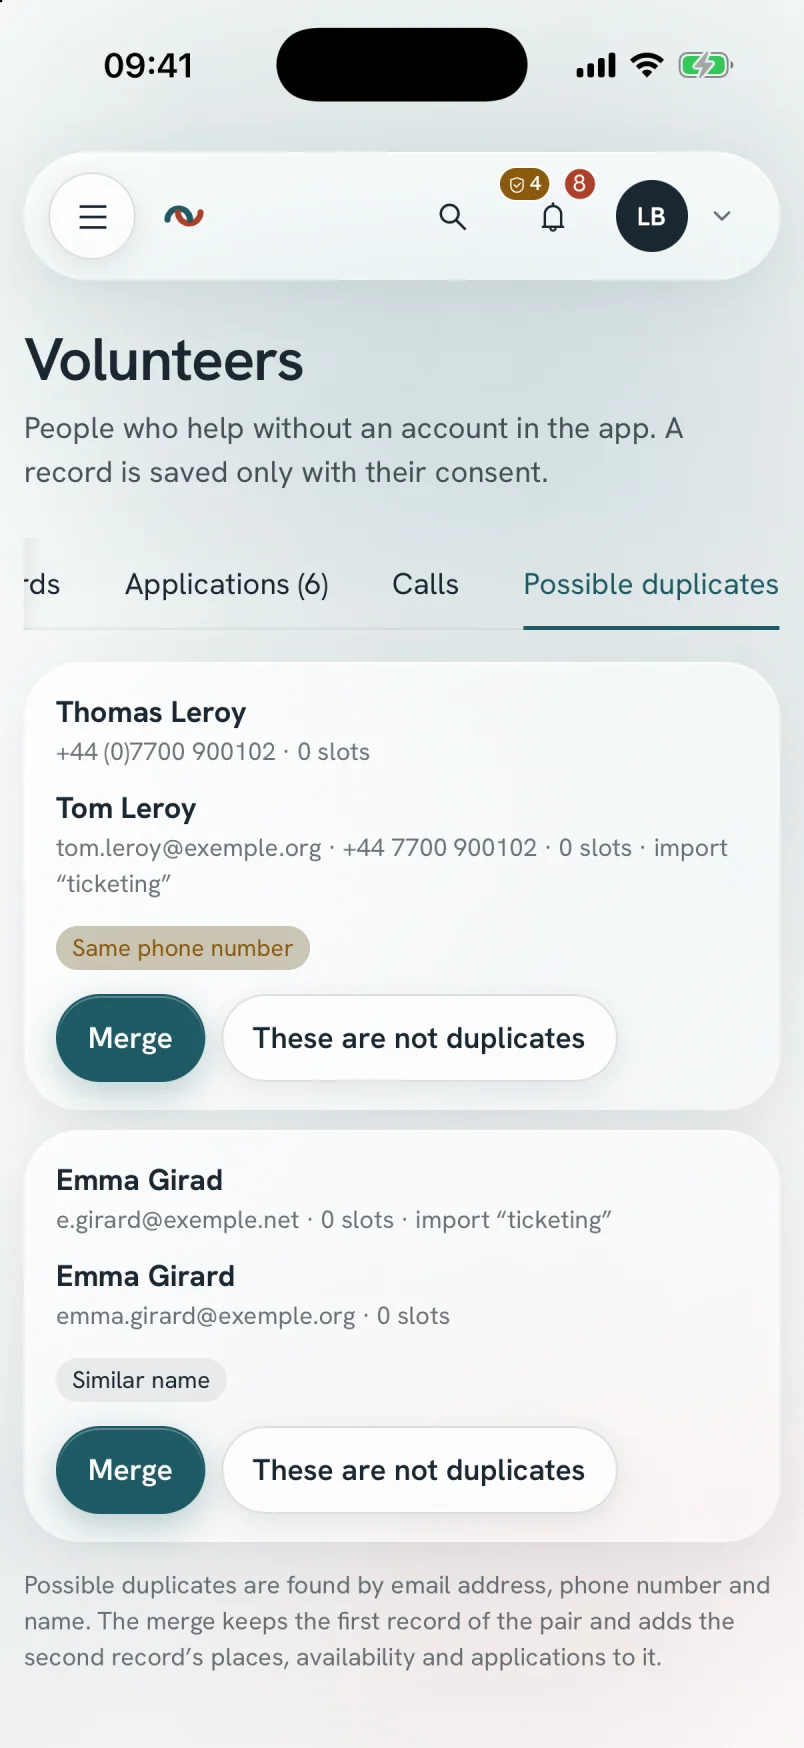 09:41
4
8
LB
Volunteers
People who help without an account in the app. A
record is saved only with their consent.
rds
Applications (6)
Calls
Possible duplicates
Thomas Leroy
+44 (0)7700 900102 · 0 slots
Tom Leroy
tom.leroy@exemple.org · +44 7700 900102 · 0 slots · import
“ticketing”
Same phone number
Merge
These are not duplicates
Emma Girad
e.girard@exemple.net · 0 slots · import “ticketing”
Emma Girard
emma.girard@exemple.org · 0 slots
Similar name
Merge
These are not duplicates
Possible duplicates are found by email address, phone number and
name. The merge keeps the first record of the pair and adds the
second record’s places, availability and applications to it.